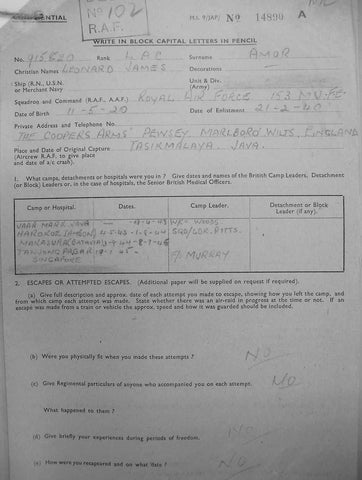 ENTIAL
No 102
R.A.F.
M.I. 9/JAP/ No 14890 A
WRITE IN BLOCK CAPITAL LETTERS IN PENCIL
No. 915820 Rank LAC Surname AMOR
Christian Names LEONARD JAMES Decorations
Ship (R.N., U.S.N. or Merchant Navy Unit & Div. (Army)
Squadron and Command (R.A.F., A.A.F.) ROYAL AIR FORCE 153 M.U. F.E.
Date of Birth 11-5-20 Date of Enlistment 21-2-40
Private Address and Telephone No.
THE COOPERS ARMS PEWSEY MARLBORO' WILTS, ENGLAND
Place and Date of Original Capture TASIKMALAYA JAVA.
(Aircrew R.A.F. to give place
and date of a/c crash).
1. What camps, detachments or hospitals were you in ? Give dates and names of the British Camp Leaders, Detachment
(or Block) Leaders or, in the case of hospitals, the Senior British Medical Officers.
Camp or Hospital. Dates. Camp Leader. Detachment or Block Leader (if any).
JAAR MARKT JAVA W/C WOODS
HAROKOE SQD/LDR. PITTS.
TANJONG PAGAR
SINGAPORE F. MURRAY
2. ESCAPES OR ATTEMPTED ESCAPES. (Additional paper will be supplied on request if required).
(a) Give full description and approx. date of each attempt you made to escape, showing how you left the camp, and
from which camp each attempt was made. State whether there was an air-raid in progress at the time or not. If an
escape was made from a train or vehicle the approx. speed and how it was guarded should be included.
NO
(b) Were you physically fit when you made these attempts ?
NO
(c) Give Regimental particulars of anyone who accompanied you on each attempt.
NO
What happened to them ?
(d) Give briefly your experiences during periods of freedom.
(e) How were you recaptured and on what date ? NO